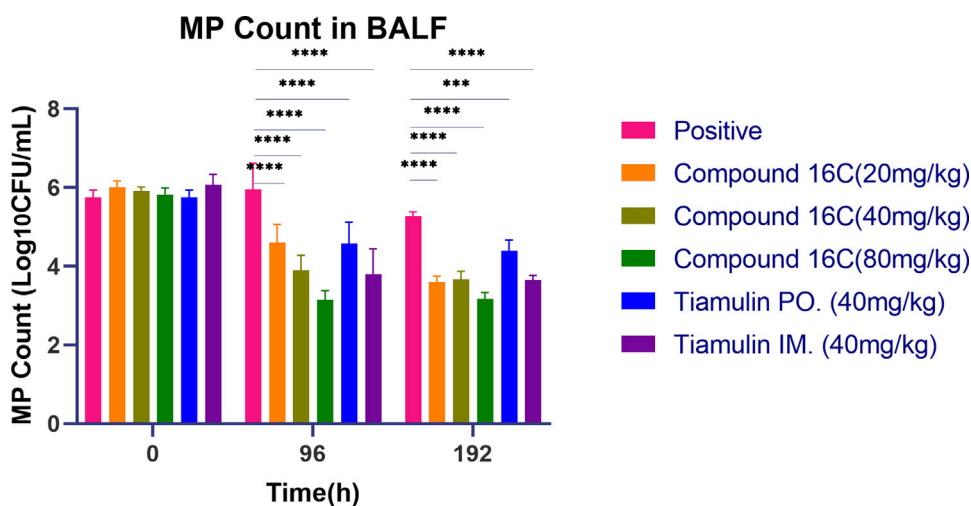 MP Count in BALF
****
****
****
****
****
****
***
****
****
****
MP Count (Log10CFU/mL)
8
6
4
2
0
0
96
192
Time(h)
Positive
Compound 16C(20mg/kg)
Compound 16C(40mg/kg)
Compound 16C(80mg/kg)
Tiamulin PO. (40mg/kg)
Tiamulin IM. (40mg/kg)